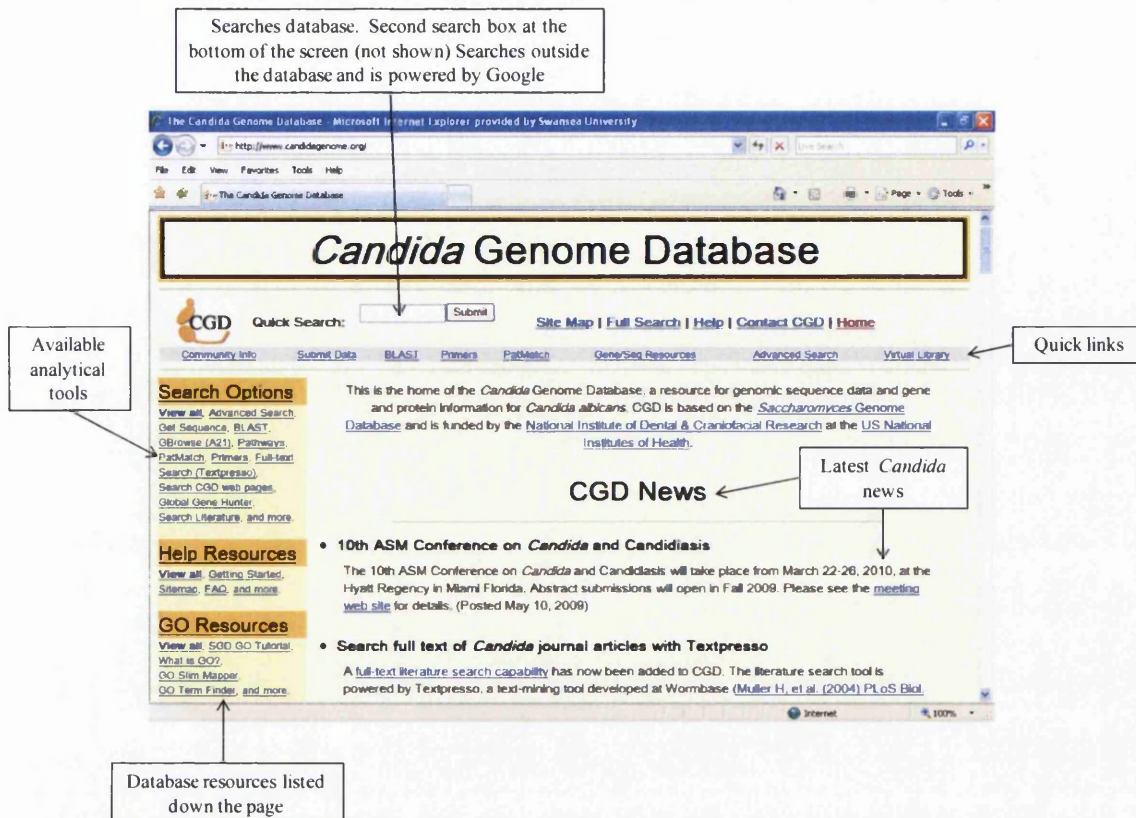 Searches database. Second search box at the
bottom of the screen (not shown) Searches outside
the database and is powered by Google
The Candida Genome Database - Microsoft Internet Explorer provided by Swansea University
http://www.candidagenome.org/
Live Search
File Edit View Favorites Tools Help
The Candida Genome Database
Page Tools
Candida Genome Database
CGD Quick Search: Submit Site Map | Full Search | Help | Contact CGD | Home
Community Info Submit Data BLAST Primers PatMatch Gene/Seq Resources Advanced Search Virtual Library
Quick links
Available
analytical
tools
Search Options
View all, Advanced Search,
Get Sequence, BLAST,
GBrowse (A21), Pathways,
PatMatch, Primers, Full-text
Search (Textpresso),
Search CGD web pages,
Global Gene Hunter,
Search Literature, and more.
Help Resources
View all, Getting Started,
Sitemap, FAQ, and more.
GO Resources
View all, SGD GO Tutorial,
What is GO?,
GO Slim Mapper,
GO Term Finder, and more.
This is the home of the Candida Genome Database, a resource for genomic sequence data and gene
and protein information for Candida albicans. CGD is based on the Saccharomyces Genome
Database and is funded by the National Institute of Dental & Craniofacial Research at the US National
Institutes of Health.
CGD News
Latest Candida
news
• 10th ASM Conference on Candida and Candidiasis
The 10th ASM Conference on Candida and Candidiasis will take place from March 22-26, 2010, at the
Hyatt Regency in Miami Florida. Abstract submissions will open in Fall 2009. Please see the meeting
web site for details. (Posted May 10, 2009)
• Search full text of Candida journal articles with Textpresso
A full-text literature search capability has now been added to CGD. The literature search tool is
powered by Textpresso, a text-mining tool developed at Wormbase (Muller H, et al. (2004) PLoS Biol.
Internet 100%
Database resources listed
down the page